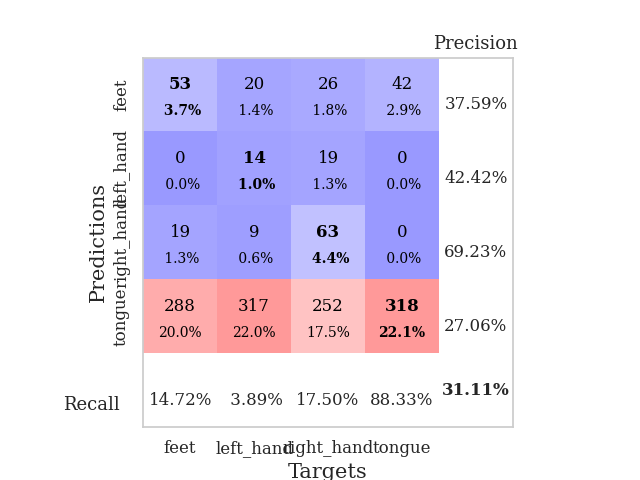 Precision
feet
53 20 26 42
3.7% 1.4% 1.8% 2.9%
37.59%
left_hand
0 14 19 0
0.0% 1.0% 1.3% 0.0%
42.42%
right_hand
19 9 63 0
1.3% 0.6% 4.4% 0.0%
69.23%
tongue
288 317 252 318
20.0% 22.0% 17.5% 22.1%
27.06%
Predictions
Recall
14.72% 3.89% 17.50% 88.33% 31.11%
feet left_hand right_hand tongue
Targets